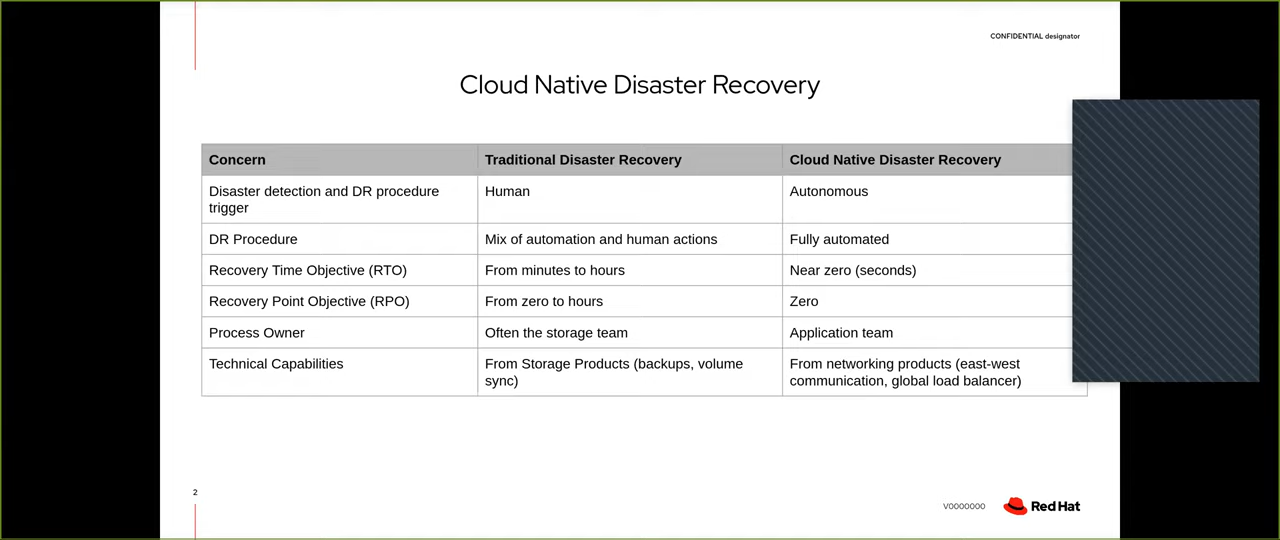 CONFIDENTIAL designator
Cloud Native Disaster Recovery
Concern
Traditional Disaster Recovery
Cloud Native Disaster Recovery
Disaster detection and DR procedure
trigger
Human
Autonomous
DR Procedure
Mix of automation and human actions
Fully automated
Recovery Time Objective (RTO)
From minutes to hours
Near zero (seconds)
Recovery Point Objective (RPO)
From zero to hours
Zero
Process Owner
Often the storage team
Application team
Technical Capabilities
From Storage Products (backups, volume
sync)
From networking products (east-west
communication, global load balancer)
2
V0000000
Red Hat